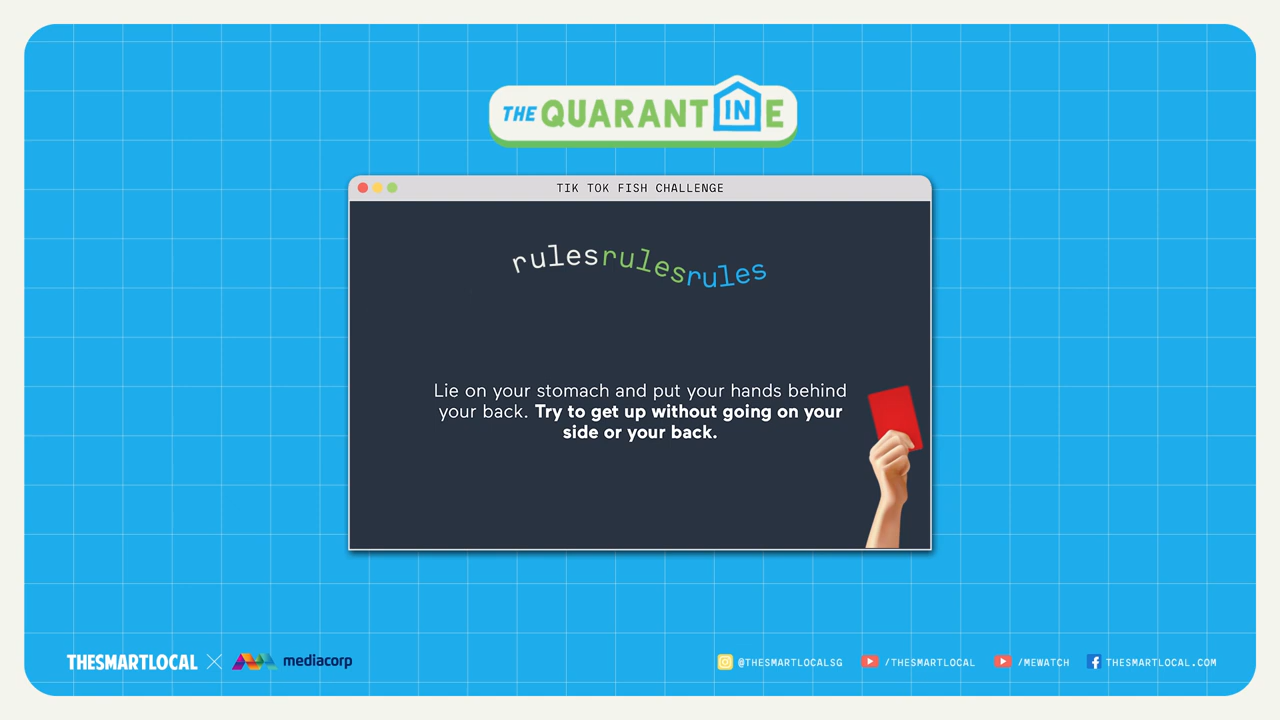 THE QUARANTINE
TIK TOK FISH CHALLENGE
rulesrulesrules
Lie on your stomach and put your hands behind
your back. Try to get up without going on your
side or your back.
THESMARTLOCAL mediacorp
@THESMARTLOCALSG /THESMARTLOCAL /MEWATCH THESMARTLOCAL.COM